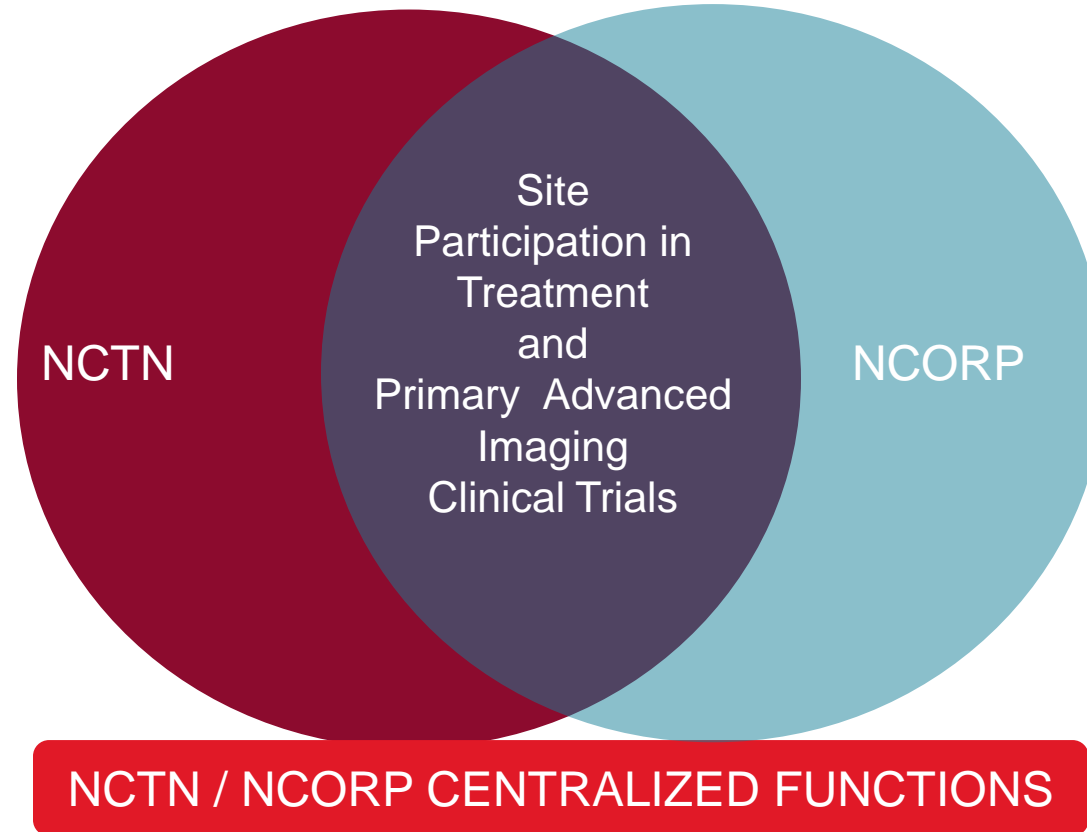 Site
Participation in
Treatment
and
Primary Advanced
Imaging
Clinical Trials
NCTN
NCORP
NCTN / NCORP CENTRALIZED FUNCTIONS